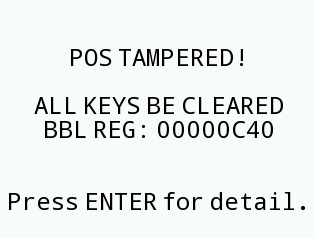 POS TAMPERED!
ALL KEYS BE CLEARED
BBL REG: 00000C40
Press ENTER for detail.